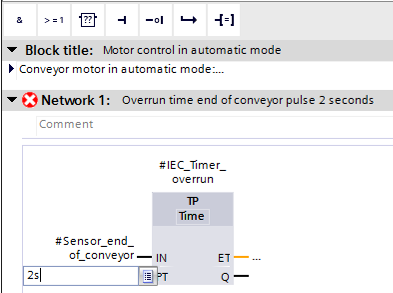 & >=1 ??
Block title: Motor control in automatic mode
Conveyor motor in automatic mode:...
Network 1: Overrun time end of conveyor pulse 2 seconds
Comment
#IEC_Timer_
overrun
TP
Time
#Sensor_end_
of_conveyor IN ET ...
2s PT Q